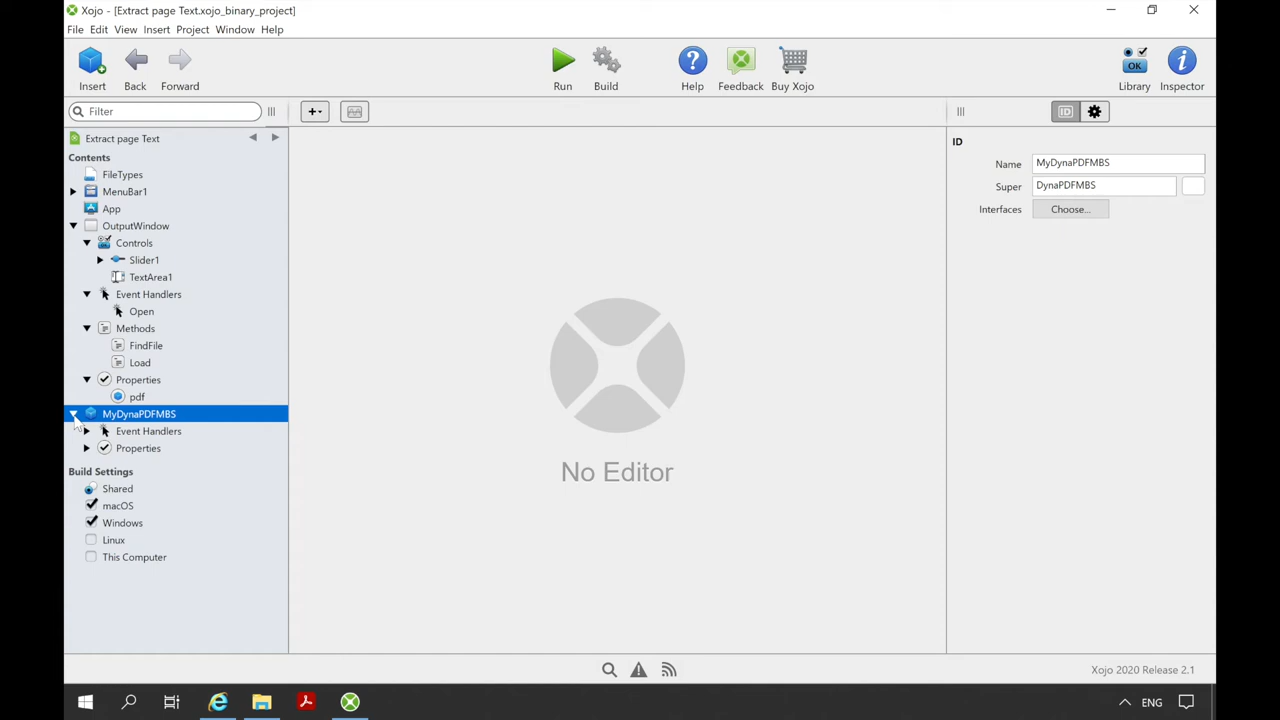 Xojo - [Extract page Text.xojo_binary_project]
File Edit View Insert Project Window Help
Insert Back Forward Run Build Help Feedback Buy Xojo OK Library Inspector
Filter
ID
Extract page Text
Contents
FileTypes
MenuBar1
App
OutputWindow
Controls
Slider1
TextArea1
Event Handlers
Open
Methods
FindFile
Load
Properties
pdf
MyDynaPDFMBS
Event Handlers
Properties
Build Settings
Shared
macOS
Windows
Linux
This Computer
No Editor
ID
Name MyDynaPDFMBS
Super DynaPDFMBS
Interfaces Choose...
Xojo 2020 Release 2.1
ENG